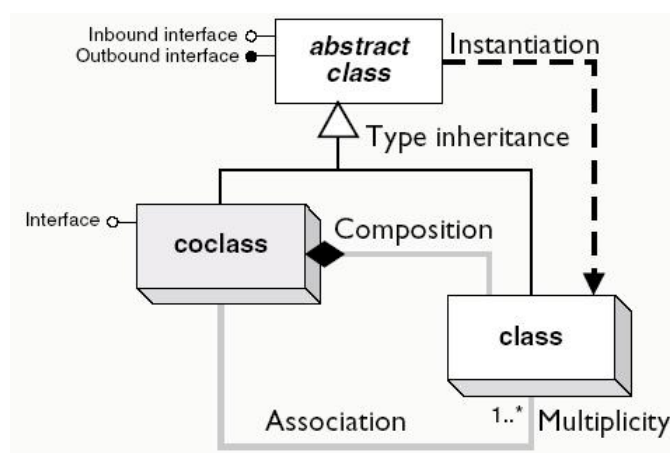 Inbound interface
Outbound interface
abstract
class
Instantiation
Type inheritance
Interface
coclass
Composition
class
Association
1..*
Multiplicity